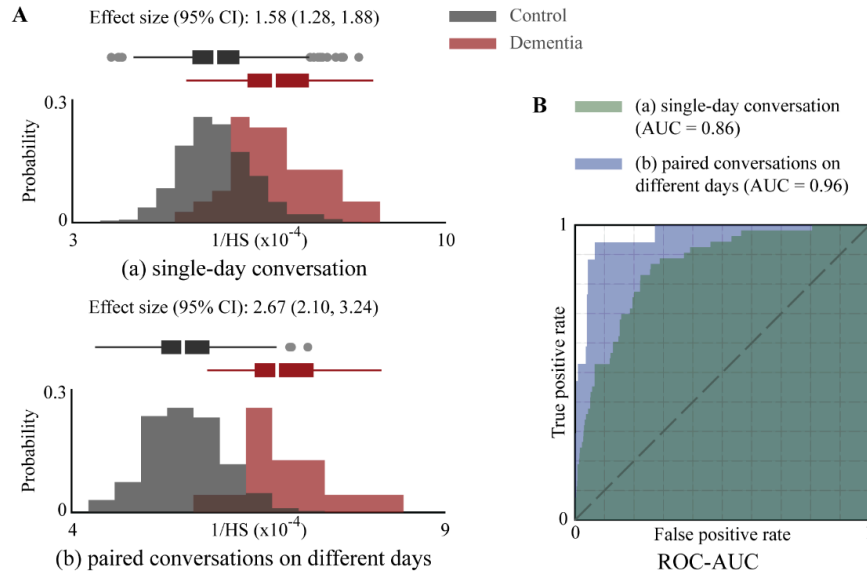 A
Effect size (95% CI): 1.58 (1.28, 1.88)
Control
Dementia
0.3
Probability
0
3
1/HS (x10⁻⁴)
10
(a) single-day conversation
Effect size (95% CI): 2.67 (2.10, 3.24)
0.3
Probability
0
4
1/HS (x10⁻⁴)
9
(b) paired conversations on different days
B
(a) single-day conversation
(AUC = 0.86)
(b) paired conversations on
different days (AUC = 0.96)
1
True positive rate
0
0
False positive rate
1
ROC-AUC